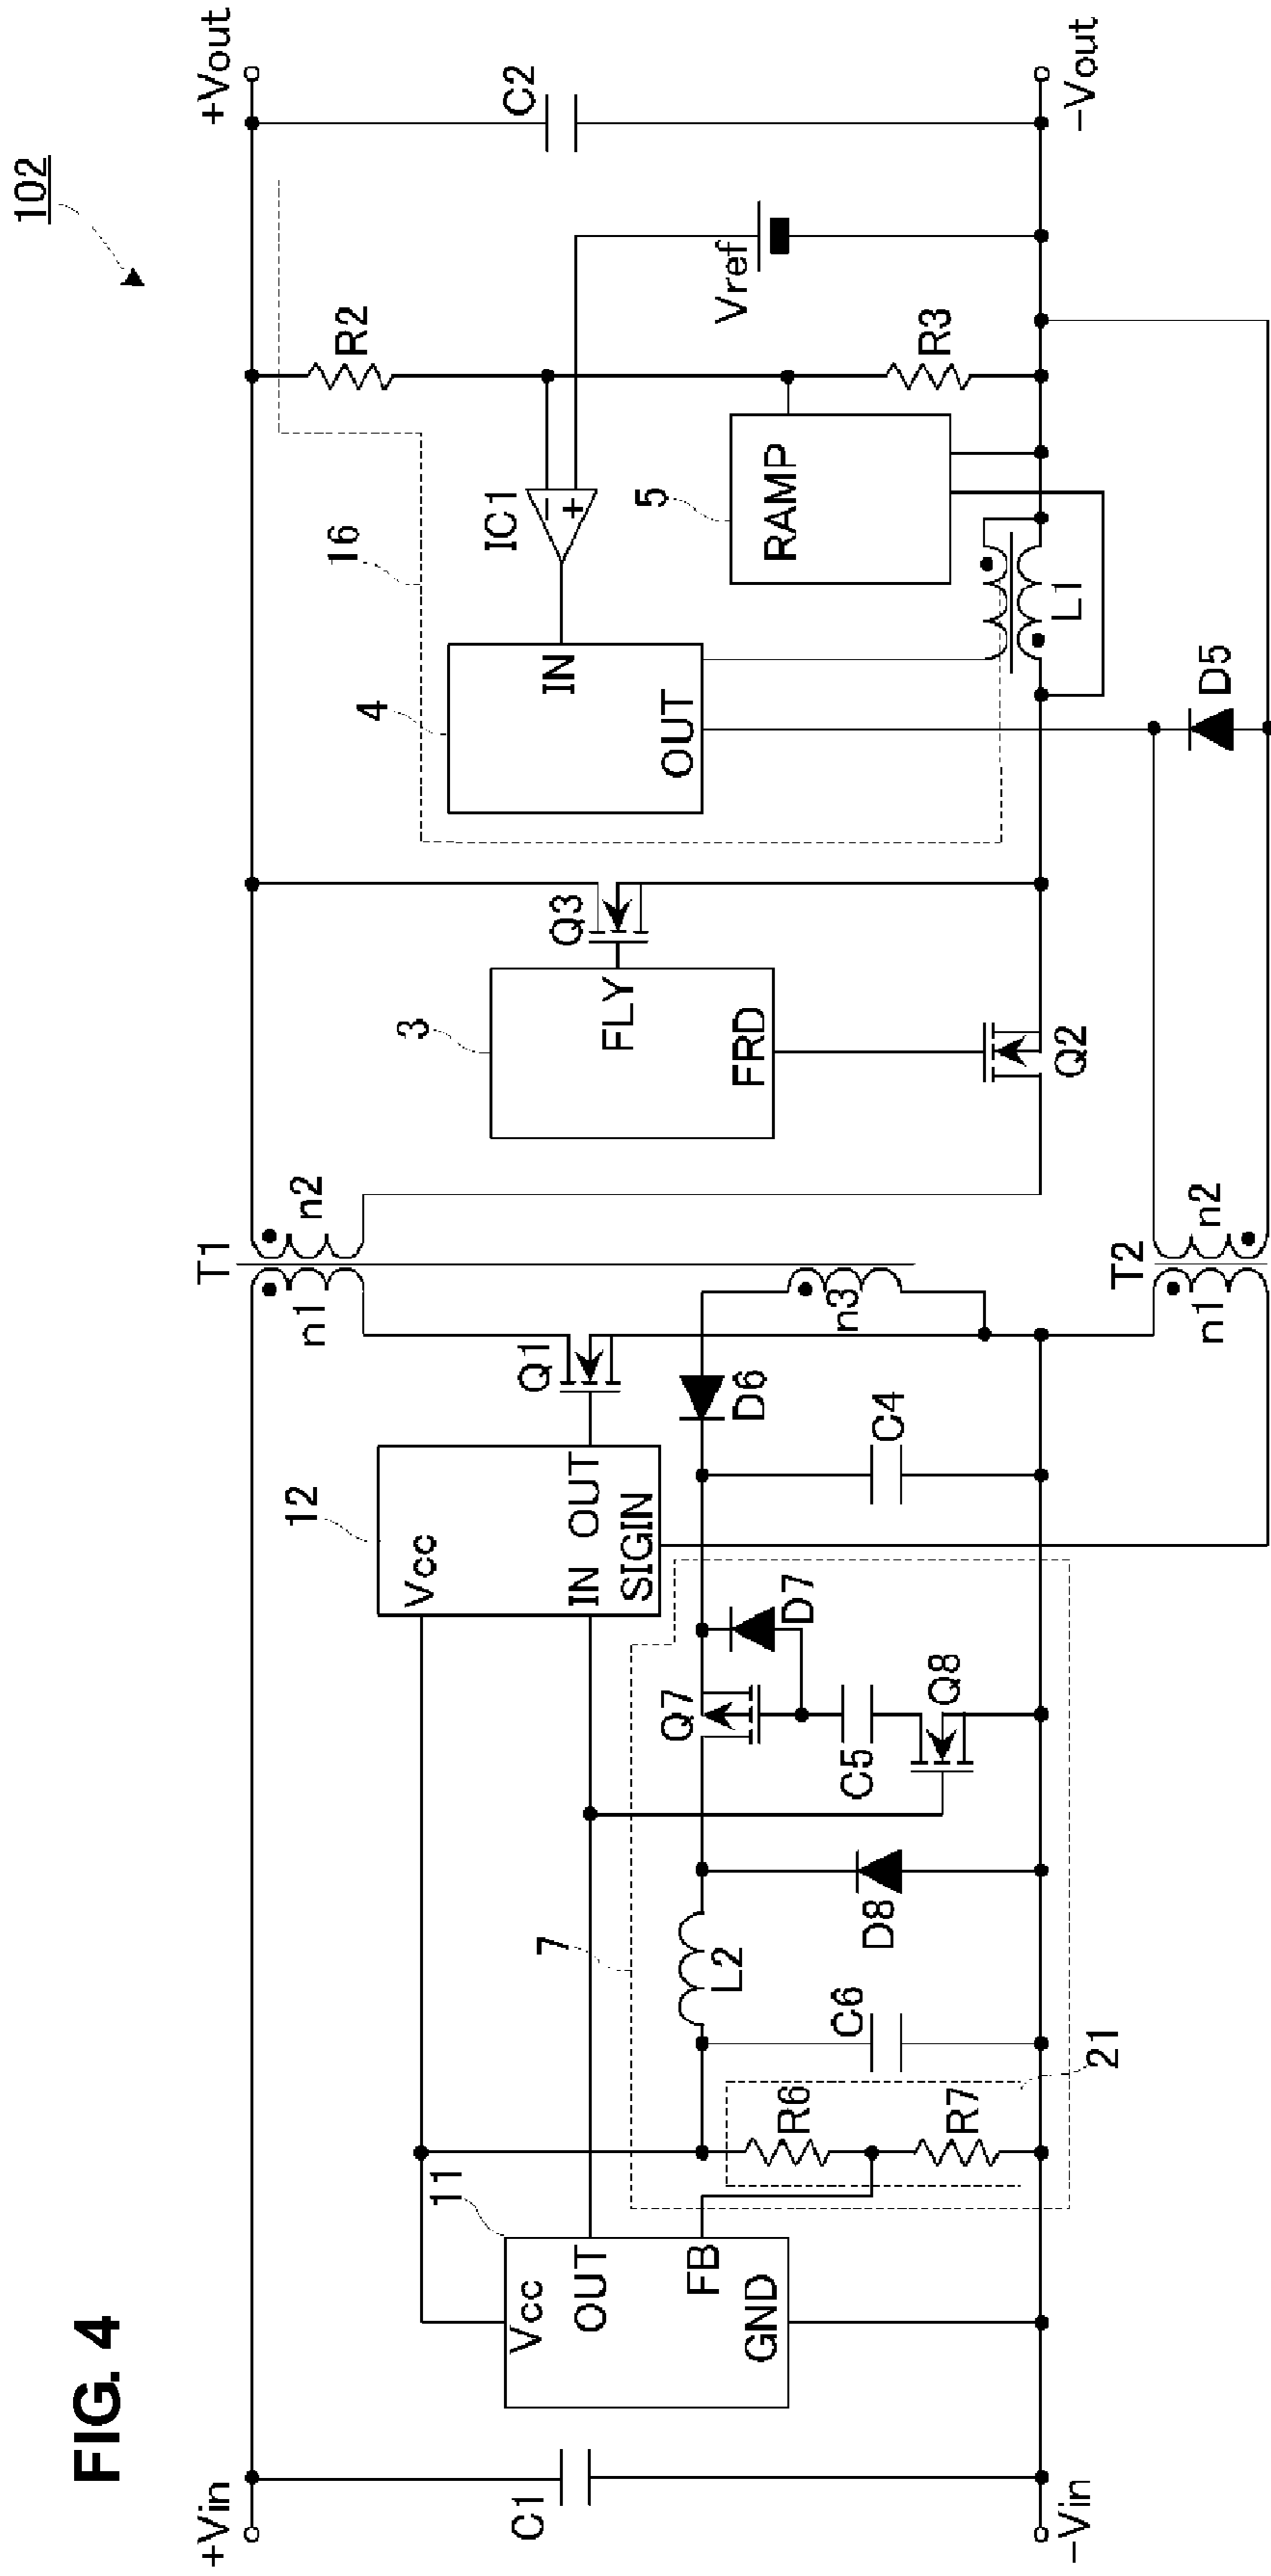 FIG. 4
102
+Vin
C1
-Vin
11
Vcc
OUT
FB
GND
7
R6
R7
21
C6
L2
D8
Q7
C5
Q8
D7
12
Vcc
IN
OUT
SIGIN
Q1
D6
C4
T1
n1
n2
n3
T2
n1
n2
3
FLY
FRD
Q3
Q2
16
4
IN
OUT
IC1
-
+
5
RAMP
L1
D5
R2
R3
Vref
C2
+Vout
-Vout